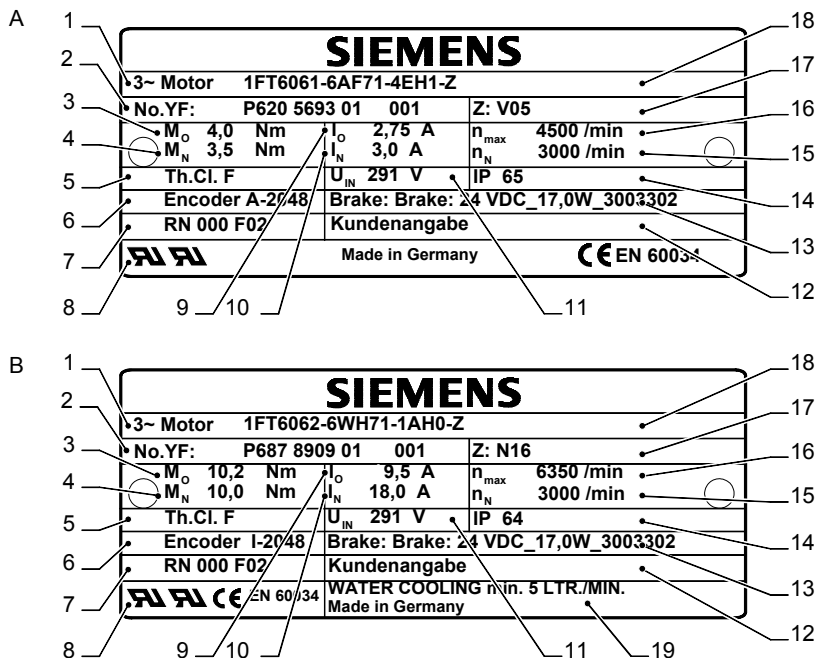 A
1
18
SIEMENS
2
3~ Motor 1FT6061-6AF71-4EH1-Z
17
3
No.YF: P620 5693 01 001 Z: V05
16
4
MO 4,0 Nm IO 2,75 A nmax 4500 /min
MN 3,5 Nm IN 3,0 A nN 3000 /min
15
5
Th.Cl. F UIN 291 V IP 65
14
6
Encoder A-2048 Brake: Brake: 24 VDC_17,0W_3003302
13
7
RN 000 F02 Kundenangabe
12
Made in Germany CE EN 60034
8 9 10 11
B
1
18
SIEMENS
2
3~ Motor 1FT6062-6WH71-1AH0-Z
17
3
No.YF: P687 8909 01 001 Z: N16
16
4
MO 10,2 Nm IO 9,5 A nmax 6350 /min
MN 10,0 Nm IN 18,0 A nN 3000 /min
15
5
Th.Cl. F UIN 291 V IP 64
14
6
Encoder I-2048 Brake: Brake: 24 VDC_17,0W_3003302
13
7
RN 000 F02 Kundenangabe
12
CE EN 60034 WATER COOLING min. 5 LTR./MIN.
Made in Germany
8 9 10 11 19